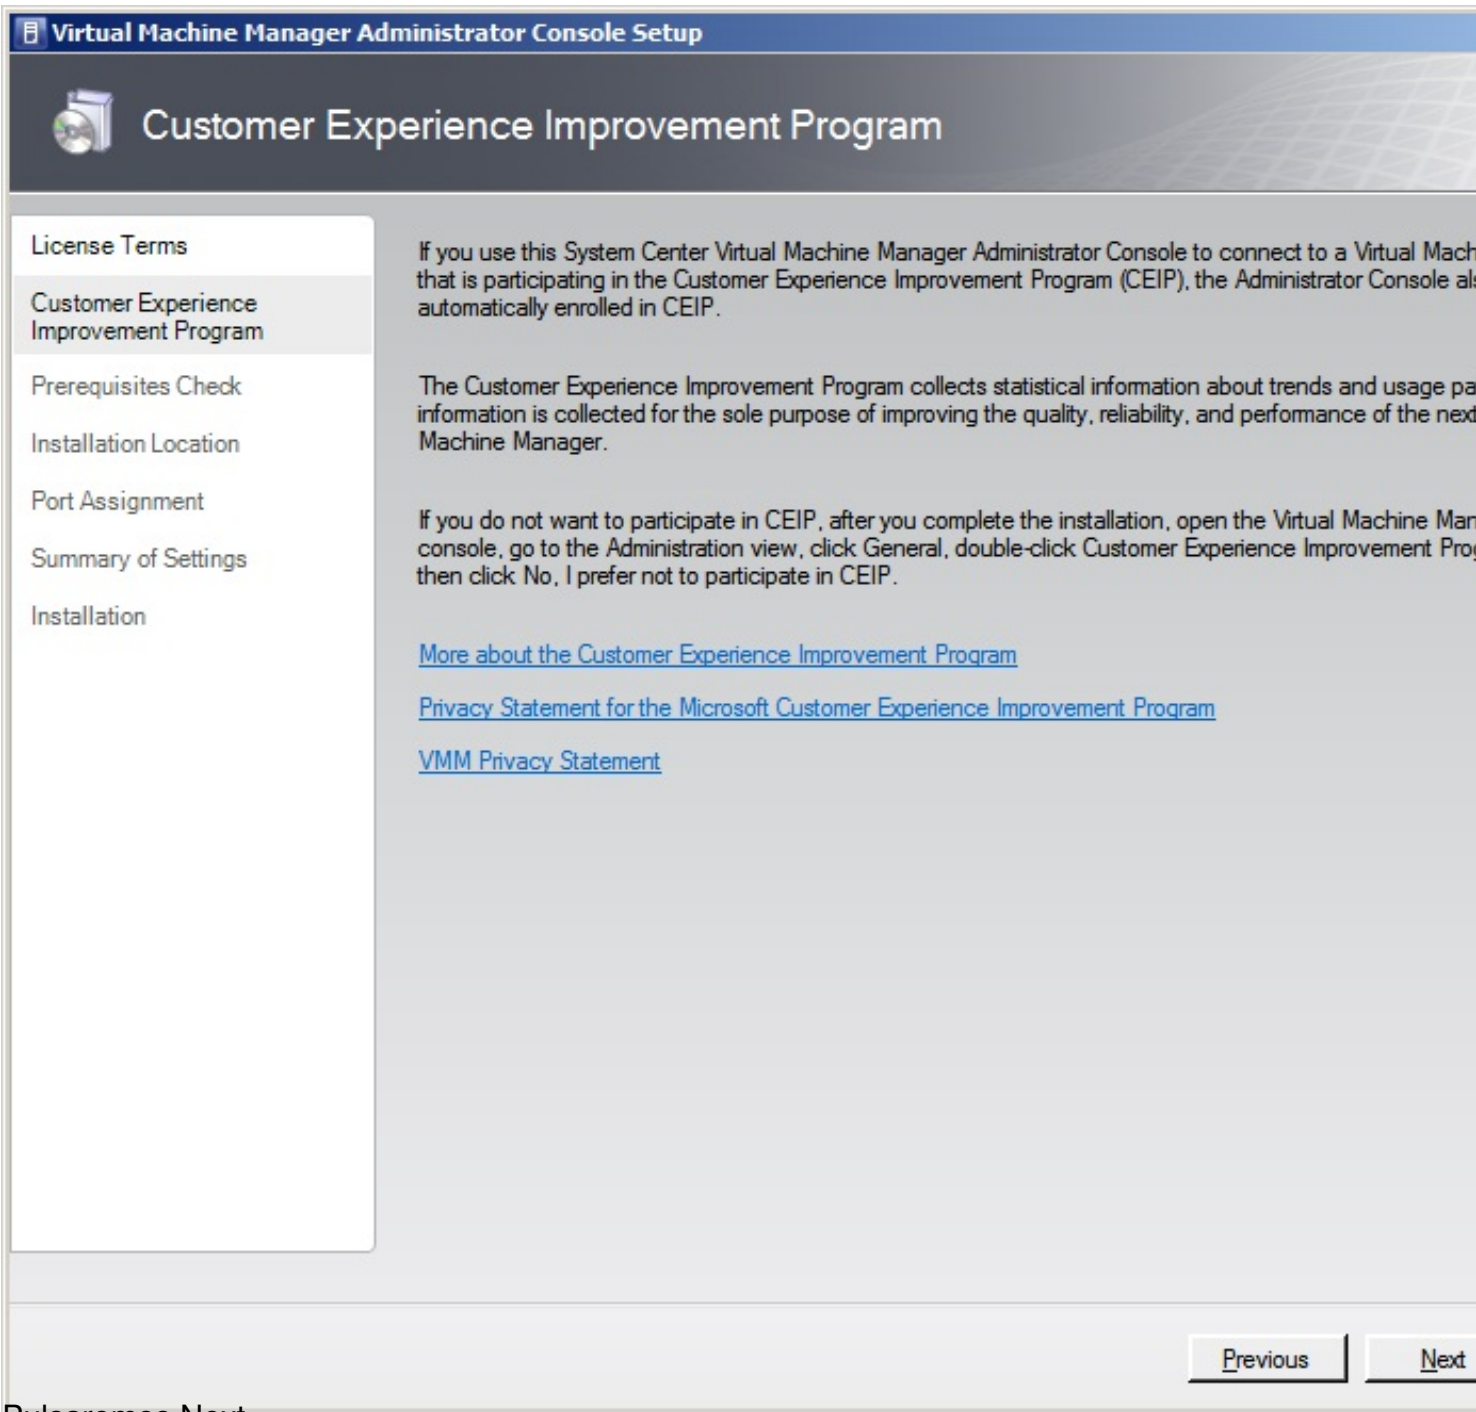 Virtual Machine Manager Administrator Console Setup
Customer Experience Improvement Program
License Terms
Customer Experience
Improvement Program
Prerequisites Check
Installation Location
Port Assignment
Summary of Settings
Installation
If you use this System Center Virtual Machine Manager Administrator Console to connect to a Virtual Mach
that is participating in the Customer Experience Improvement Program (CEIP), the Administrator Console als
automatically enrolled in CEIP.
The Customer Experience Improvement Program collects statistical information about trends and usage pa
information is collected for the sole purpose of improving the quality, reliability, and performance of the next
Machine Manager.
If you do not want to participate in CEIP, after you complete the installation, open the Virtual Machine Man
console, go to the Administration view, click General, double-click Customer Experience Improvement Prog
then click No, I prefer not to participate in CEIP.
More about the Customer Experience Improvement Program
Privacy Statement for the Microsoft Customer Experience Improvement Program
VMM Privacy Statement
Previous
Next
Pulsaremos Next